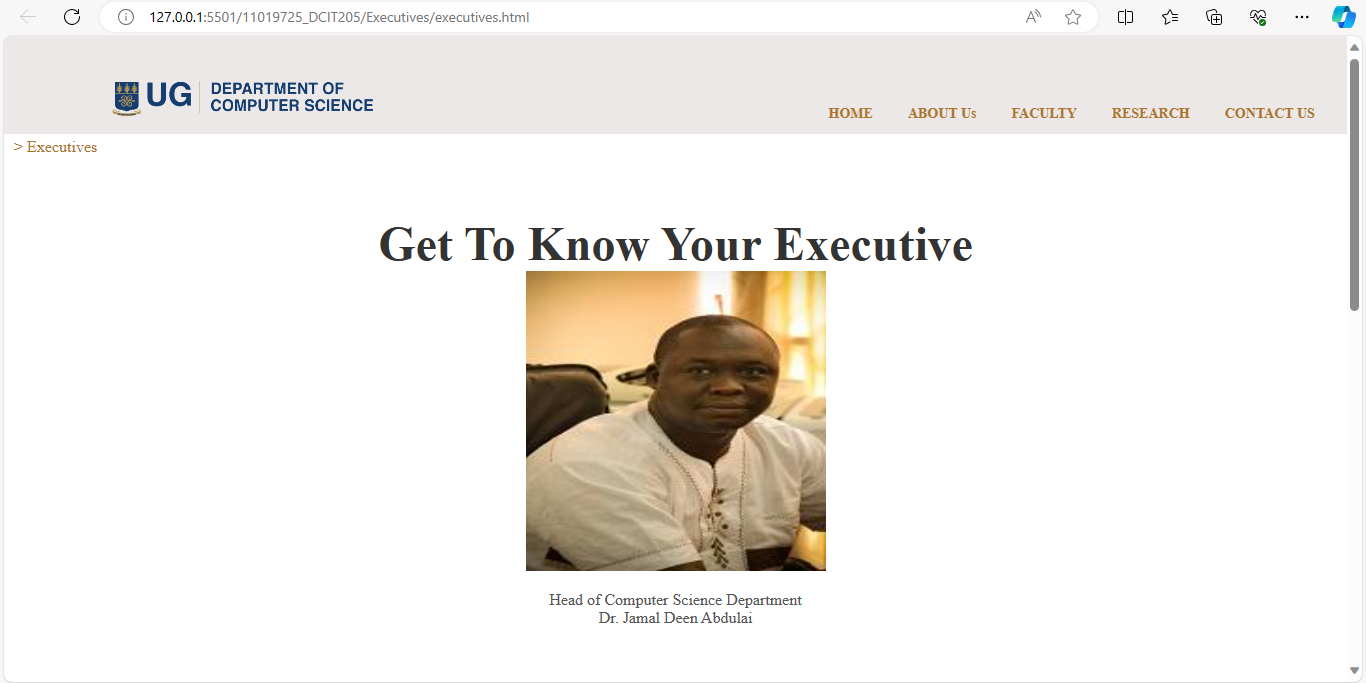 127.0.0.1:5501/11019725_DCIT205/Executives/executives.html
UG DEPARTMENT OF
COMPUTER SCIENCE
HOME ABOUT Us FACULTY RESEARCH CONTACT US
> Executives
Get To Know Your Executive
Head of Computer Science Department
Dr. Jamal Deen Abdulai